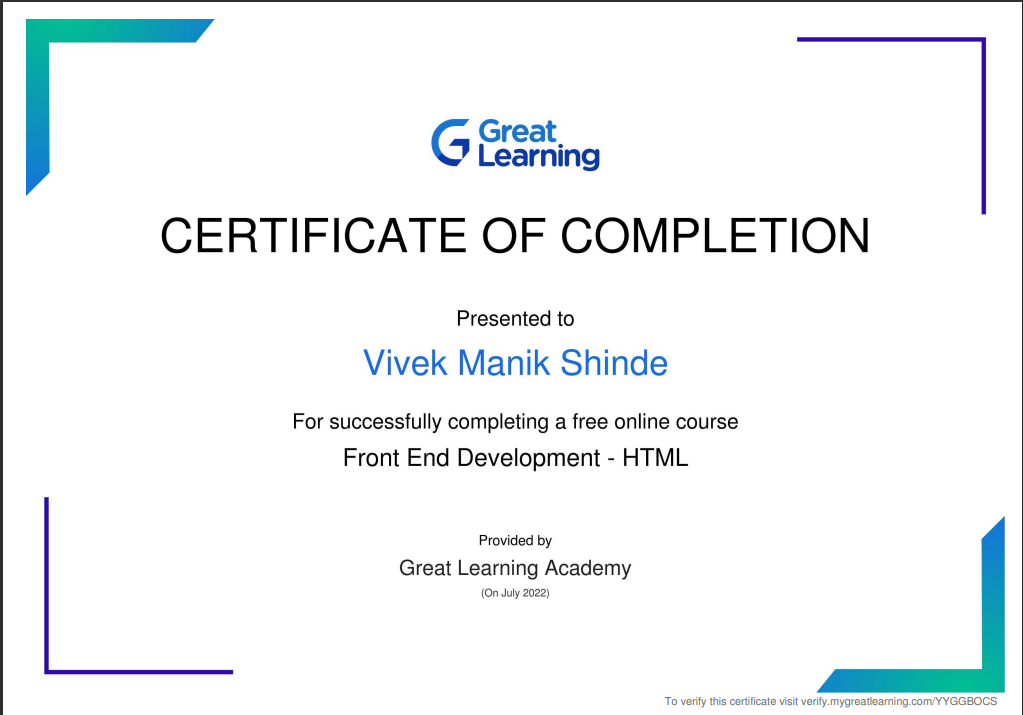 Great
Learning
CERTIFICATE OF COMPLETION
Presented to
Vivek Manik Shinde
For successfully completing a free online course
Front End Development - HTML
Provided by
Great Learning Academy
(On July 2022)
To verify this certificate visit verify.mygreatlearning.com/YYGGBOCS